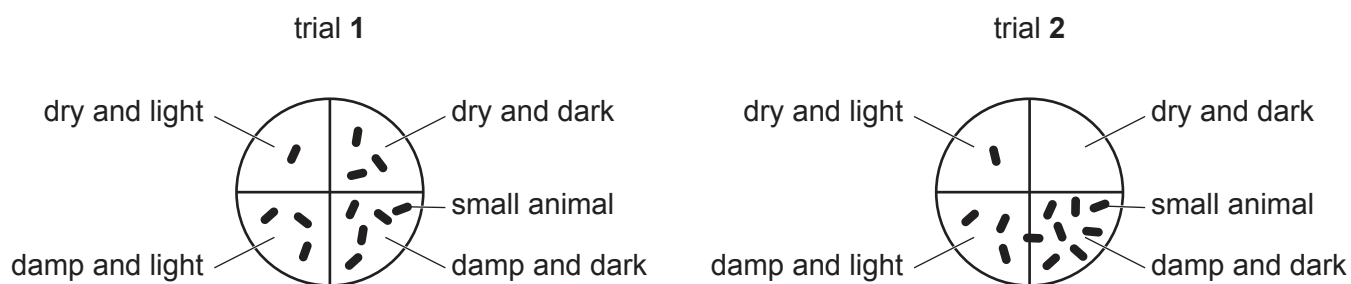 trial 1
dry and light
dry and dark
small animal
damp and light
damp and dark
trial 2
dry and light
dry and dark
small animal
damp and light
damp and dark